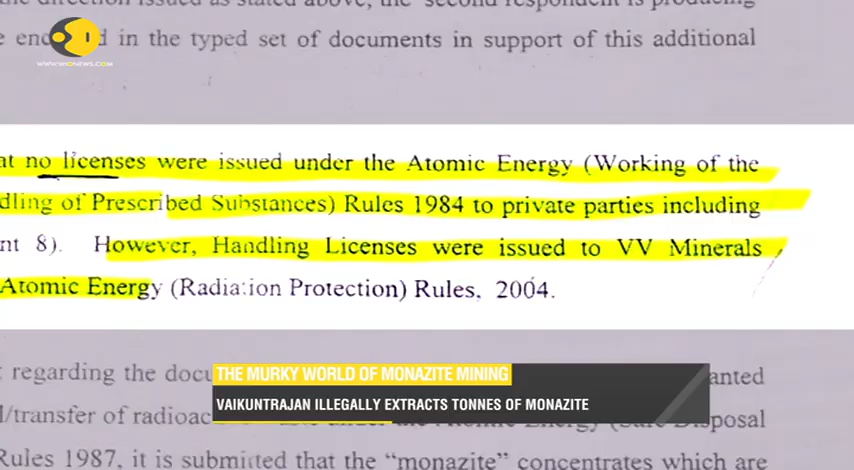 the direction issued as stated above, the second respondent is producing
in the typed set of documents in support of this additional
WWW.WIONEWS.COM
at no licenses were issued under the Atomic Energy (Working of the
dling of Prescribed Substances) Rules 1984 to private parties including
nt 8). However, Handling Licenses were issued to VV Minerals
Atomic Energy (Radiation Protection) Rules, 2004.
regarding the docu anted
THE MURKY WORLD OF MONAZITE MINING
VAIKUNTRAJAN ILLEGALLY EXTRACTS TONNES OF MONAZITE
l/transfer of radioac sposal
Rules 1987, it is submitted that the "monazite" concentrates which are